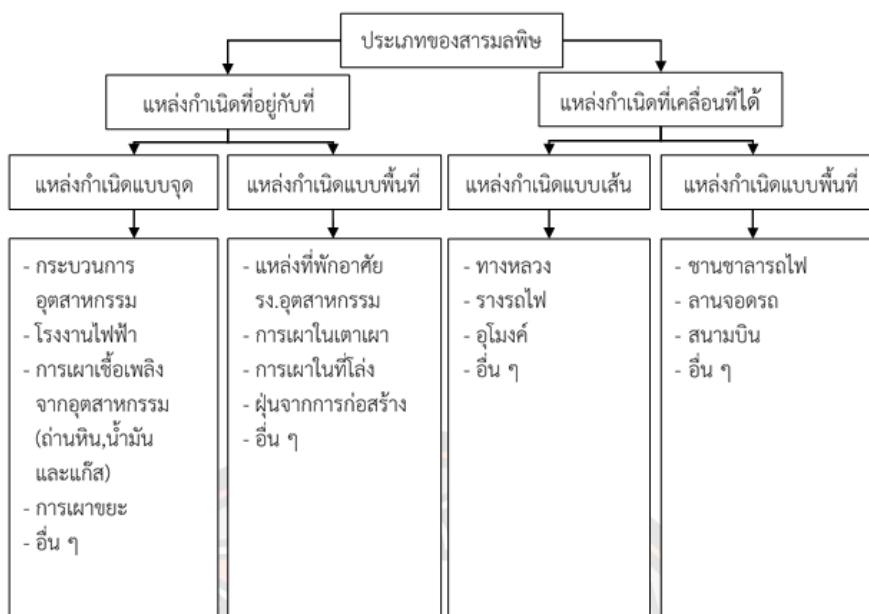 ประเภทของสารมลพิษ
แหล่งกำเนิดที่อยู่กับที่
แหล่งกำเนิดที่เคลื่อนที่ได้
แหล่งกำเนิดแบบจุด
แหล่งกำเนิดแบบพื้นที่
แหล่งกำเนิดแบบเส้น
แหล่งกำเนิดแบบพื้นที่
- กระบวนการ
อุตสาหกรรม
- โรงงานไฟฟ้า
- การเผาเชื้อเพลิง
จากอุตสาหกรรม
(ถ่านหิน,น้ำมัน
และแก๊ส)
- การเผาขยะ
- อื่น ๆ
- แหล่งที่พักอาศัย
รง.อุตสาหกรรม
- การเผาในเตาเผา
- การเผาในที่โล่ง
- ฝุ่นจากการก่อสร้าง
- อื่น ๆ
- ทางหลวง
- รางรถไฟ
- อุโมงค์
- อื่น ๆ
- ชานชาลารถไฟ
- ลานจอดรถ
- สนามบิน
- อื่น ๆ